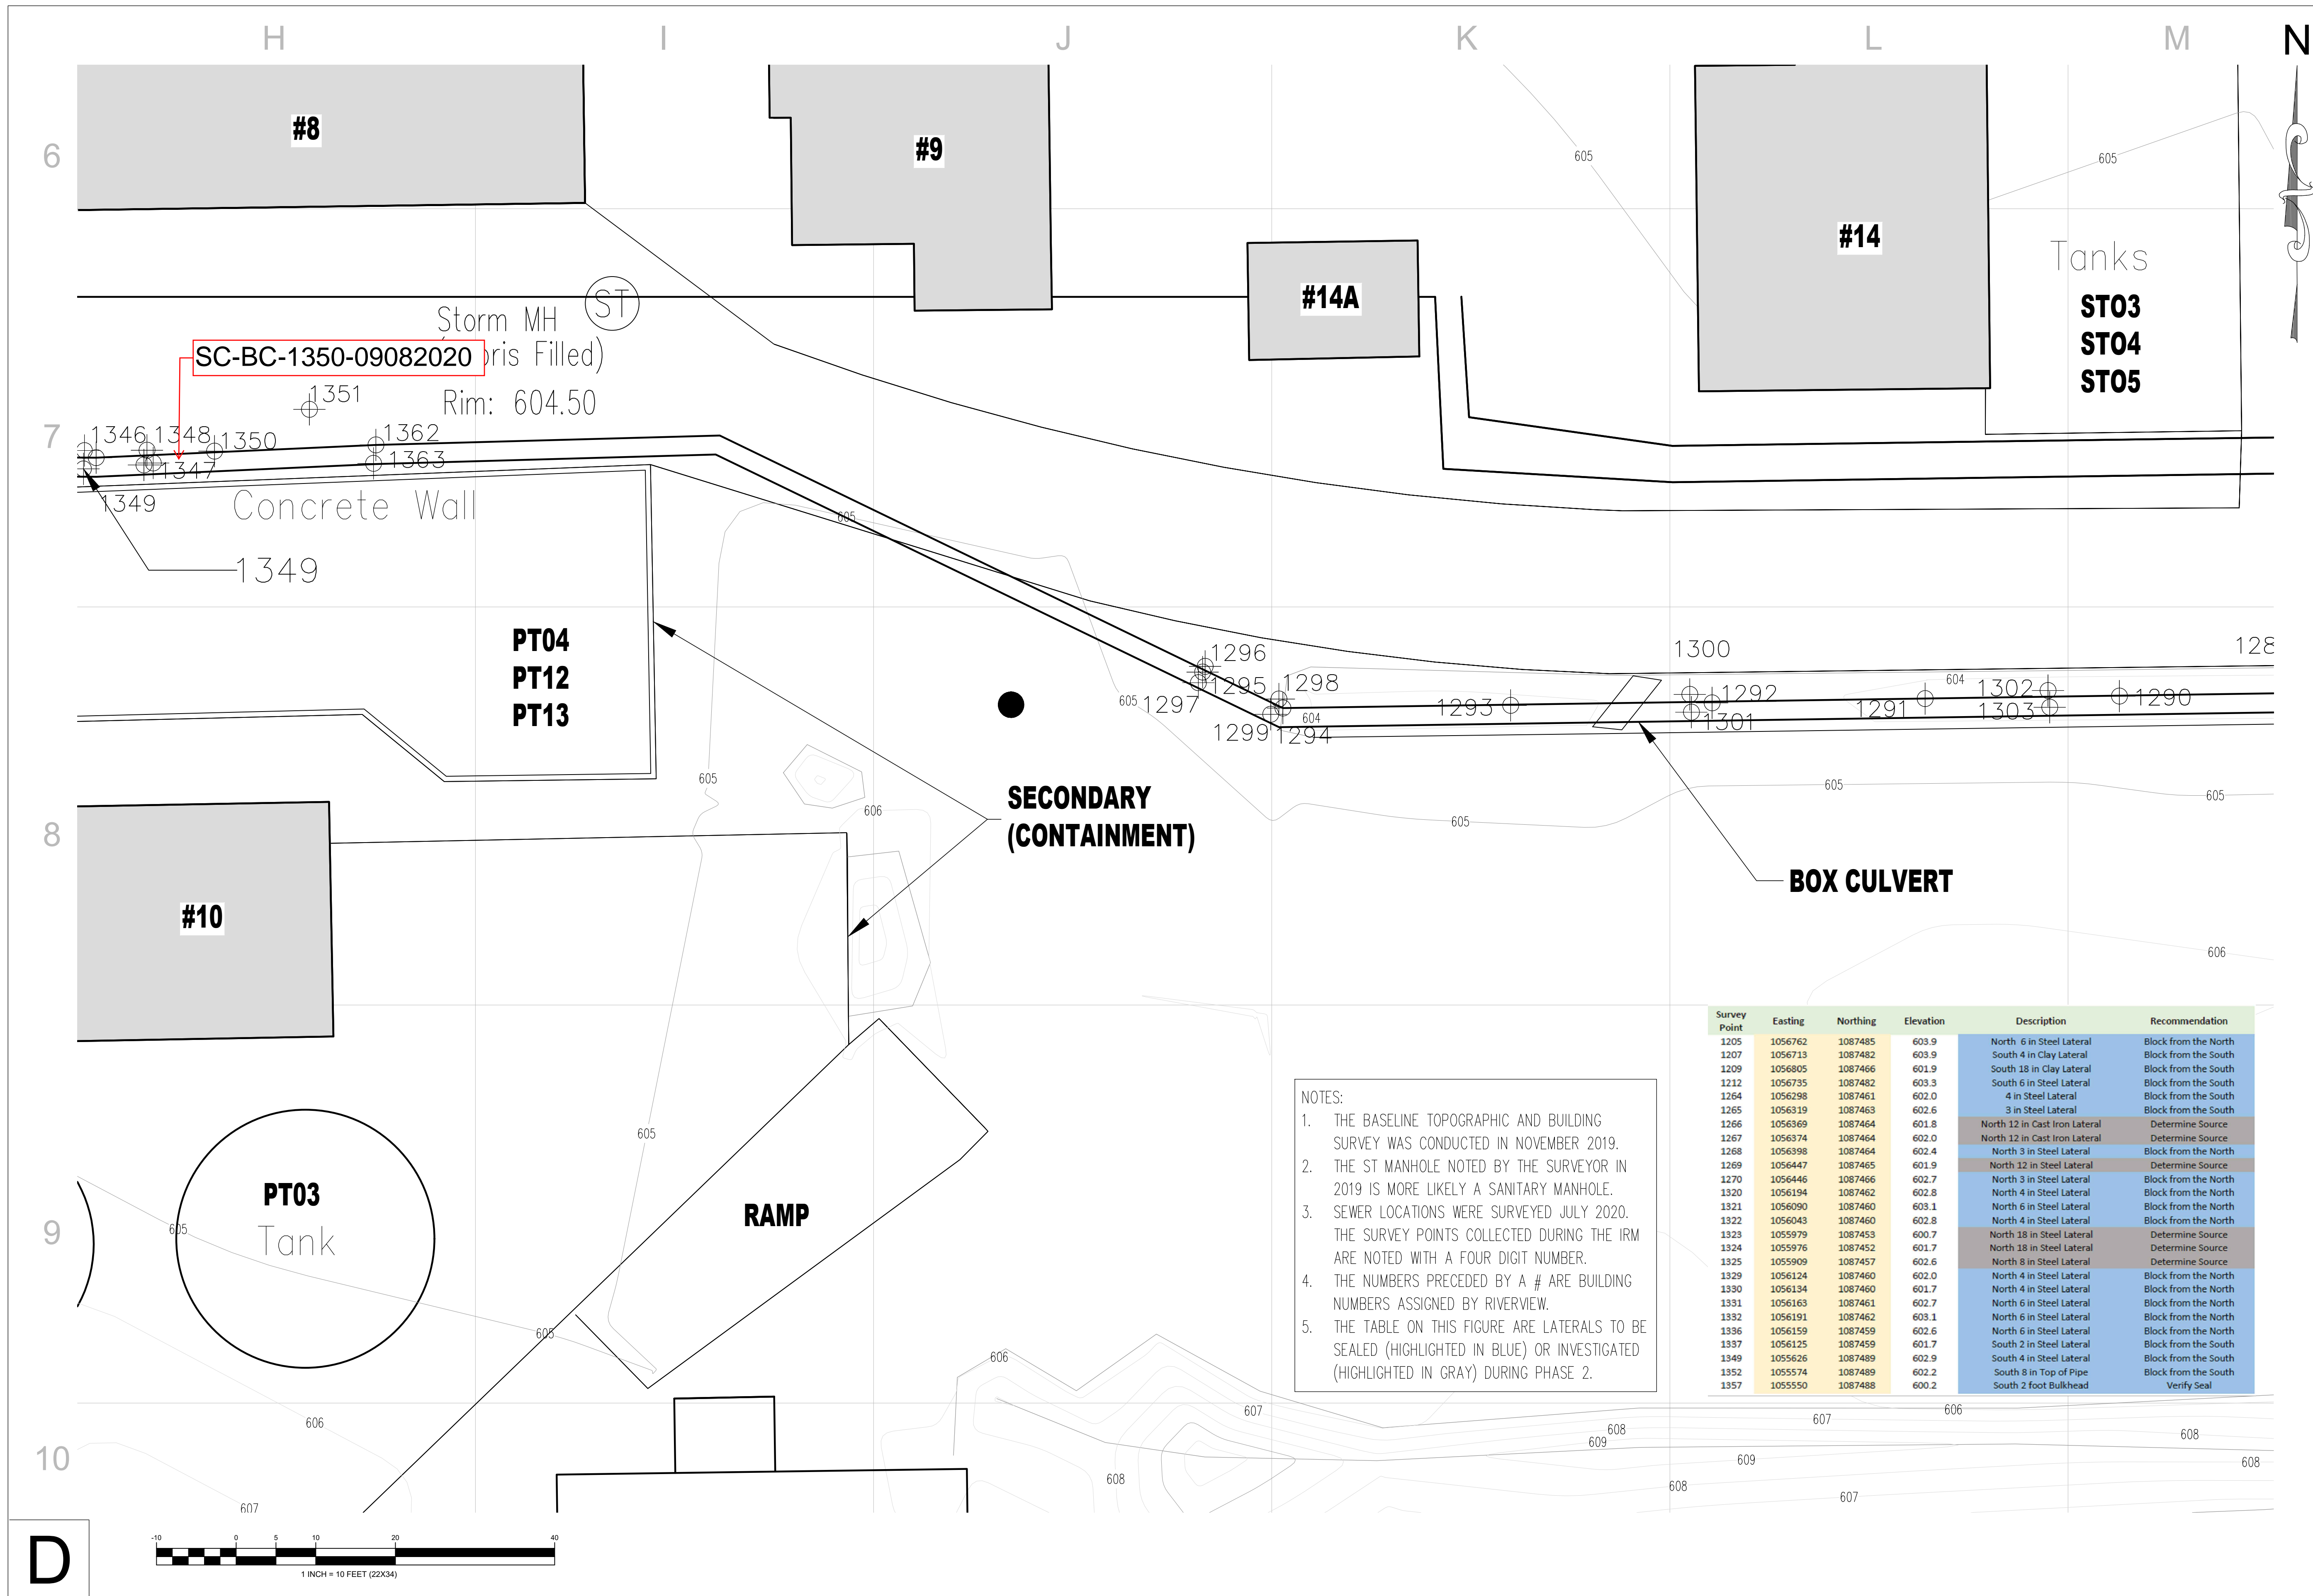 H I J K L M N
6
#8
#9
605
605
#14
#14A
Tanks
STO3
STO4
STO5
ST
Storm MH
ris Filled)
SC-BC-1350-09082020
Rim: 604.50
1351
7
1346
1348
1350
1362
1347
1363
1349
Concrete Wall
1349
605
PT04
PT12
PT13
1296
1295
1297
605
1298
1299
1294
604
1293
1300
1292
1301
604
1291
1302
1303
1290
128
605
606
605
605
605
SECONDARY
(CONTAINMENT)
BOX CULVERT
8
#10
606
605
9
PT03
Tank
605
605
RAMP
606
606
607
607
608
608
609
609
607
606
608
608
608
607
10
NOTES:
1. THE BASELINE TOPOGRAPHIC AND BUILDING
SURVEY WAS CONDUCTED IN NOVEMBER 2019.
2. THE ST MANHOLE NOTED BY THE SURVEYOR IN
2019 IS MORE LIKELY A SANITARY MANHOLE.
3. SEWER LOCATIONS WERE SURVEYED JULY 2020.
THE SURVEY POINTS COLLECTED DURING THE IRM
ARE NOTED WITH A FOUR DIGIT NUMBER.
4. THE NUMBERS PRECEDED BY A # ARE BUILDING
NUMBERS ASSIGNED BY RIVERVIEW.
5. THE TABLE ON THIS FIGURE ARE LATERALS TO BE
SEALED (HIGHLIGHTED IN BLUE) OR INVESTIGATED
(HIGHLIGHTED IN GRAY) DURING PHASE 2.
Survey Point Easting Northing Elevation Description Recommendation
1205 1056762 1087485 603.9 North 6 in Steel Lateral Block from the North
1207 1056713 1087482 603.9 South 4 in Clay Lateral Block from the South
1209 1056805 1087466 601.9 South 18 in Clay Lateral Block from the South
1212 1056735 1087482 603.3 South 6 in Steel Lateral Block from the South
1264 1056298 1087461 602.0 4 in Steel Lateral Block from the South
1265 1056319 1087463 602.6 3 in Steel Lateral Block from the South
1266 1056369 1087464 601.8 North 12 in Cast Iron Lateral Determine Source
1267 1056374 1087464 602.0 North 12 in Cast Iron Lateral Determine Source
1268 1056398 1087464 602.4 North 3 in Steel Lateral Block from the North
1269 1056447 1087465 601.9 North 12 in Steel Lateral Determine Source
1270 1056446 1087466 602.7 North 3 in Steel Lateral Block from the North
1320 1056194 1087462 602.8 North 4 in Steel Lateral Block from the North
1321 1056090 1087460 603.1 North 6 in Steel Lateral Block from the North
1322 1056043 1087460 602.8 North 4 in Steel Lateral Block from the North
1323 1055979 1087453 600.7 North 18 in Steel Lateral Determine Source
1324 1055976 1087452 601.7 North 18 in Steel Lateral Determine Source
1325 1055909 1087457 602.6 North 8 in Steel Lateral Determine Source
1329 1056124 1087460 602.0 North 4 in Steel Lateral Block from the North
1330 1056134 1087460 601.7 North 4 in Steel Lateral Block from the North
1331 1056163 1087461 602.7 North 6 in Steel Lateral Block from the North
1332 1056191 1087462 603.1 North 6 in Steel Lateral Block from the North
1336 1056159 1087459 602.6 North 6 in Steel Lateral Block from the North
1337 1056125 1087459 601.7 South 2 in Steel Lateral Block from the South
1349 1055626 1087489 602.9 South 4 in Steel Lateral Block from the South
1352 1055574 1087489 602.2 South 8 in Top of Pipe Block from the South
1357 1055550 1087488 600.2 South 2 foot Bulkhead Verify Seal
D
-10 0 5 10 20 40
1 INCH = 10 FEET (22X34)